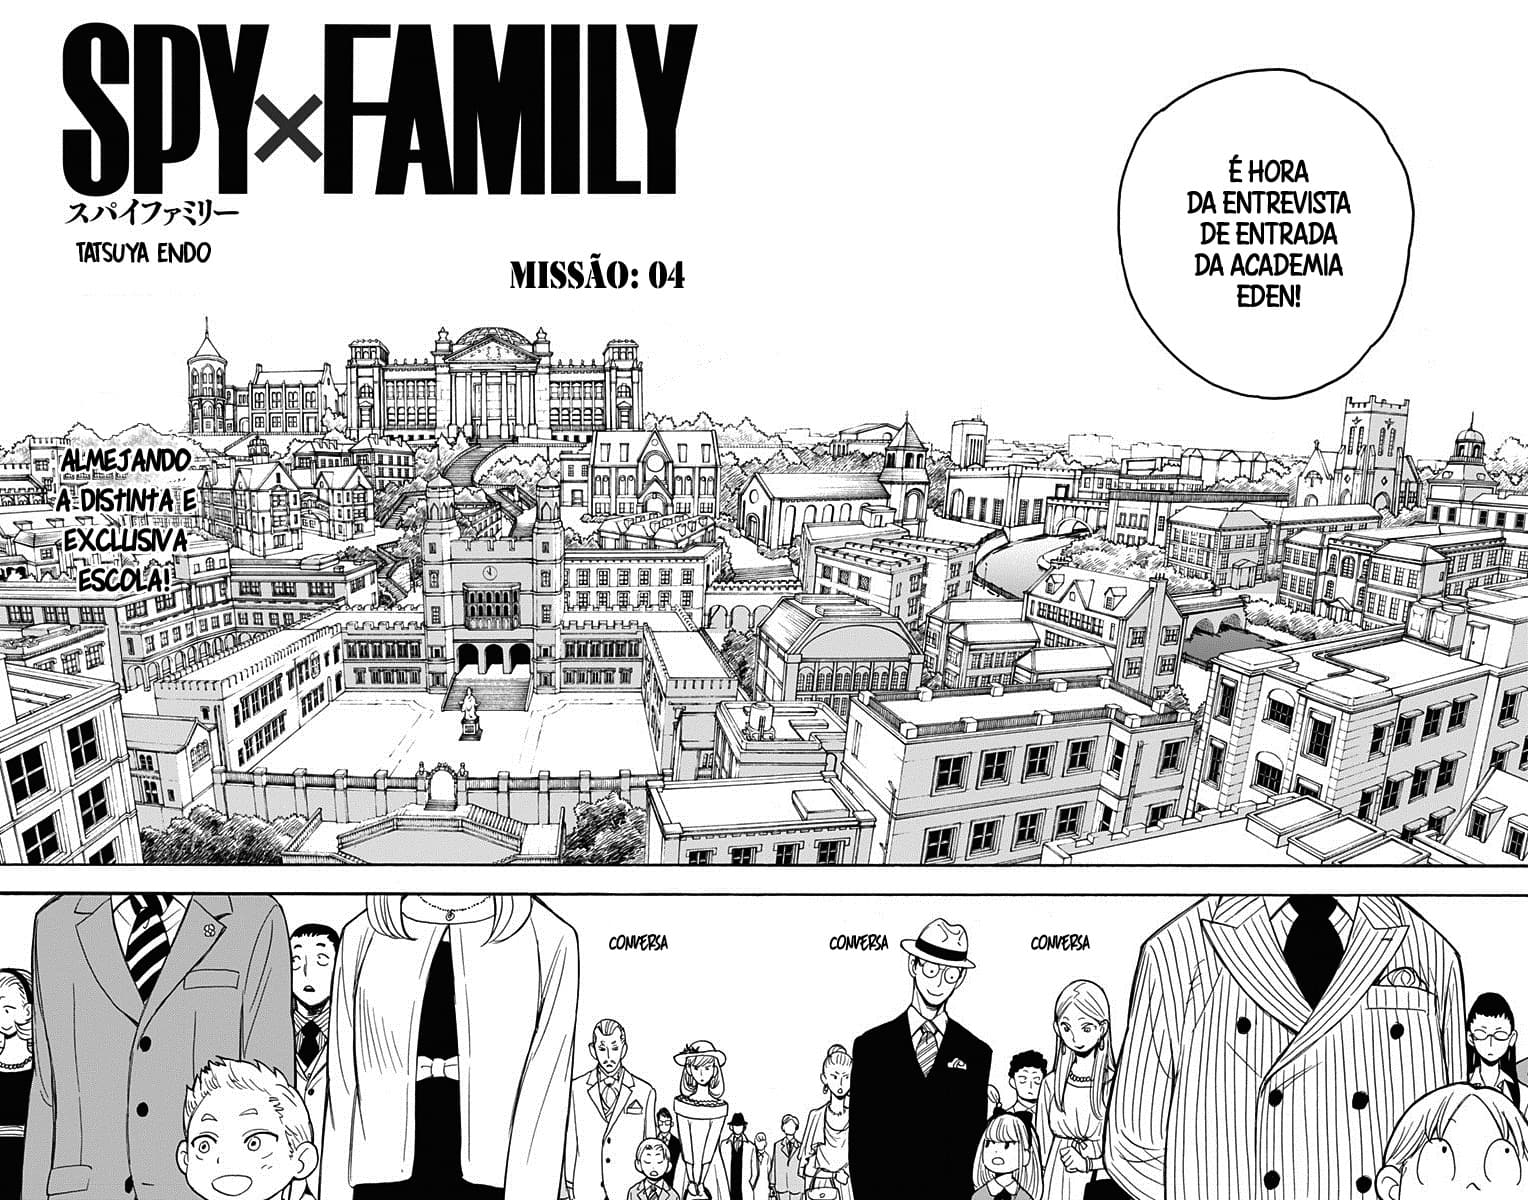 SPY×FAMILY
スパイファミリー
TATSUYA ENDO
MISSÃO: 04
É HORA
DA ENTREVISTA
DE ENTRADA
DA ACADEMIA
EDEN!
ALMEJANDO
A DISTINTA E
EXCLUSIVA
ESCOLA!
CONVERSA
CONVERSA
CONVERSA